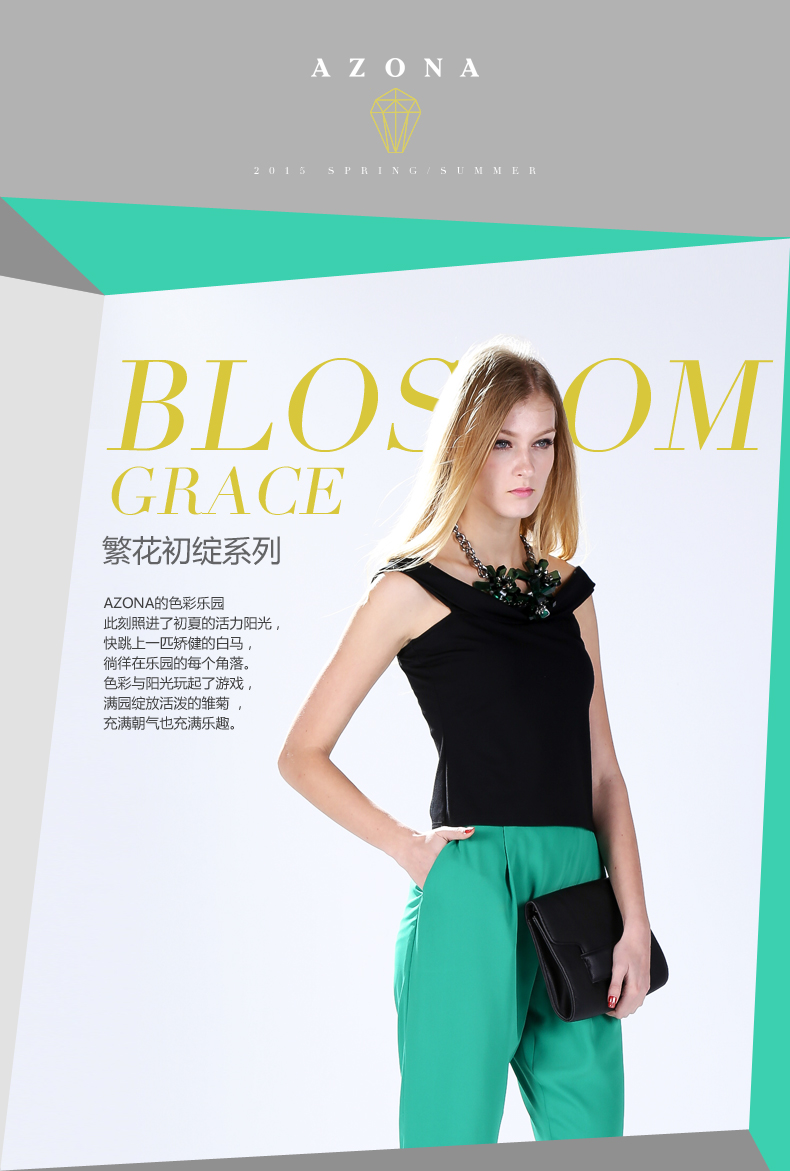 AZONA
2015 SPRING/SUMMER
BLOSSOM
GRACE
繁花初绽系列
AZONA的色彩乐园
此刻照进了初夏的活力阳光，
快跳上一匹矫健的白马，
徜徉在乐园的每个角落。
色彩与阳光玩起了游戏，
满园绽放活泼的雏菊 ，
充满朝气也充满乐趣。